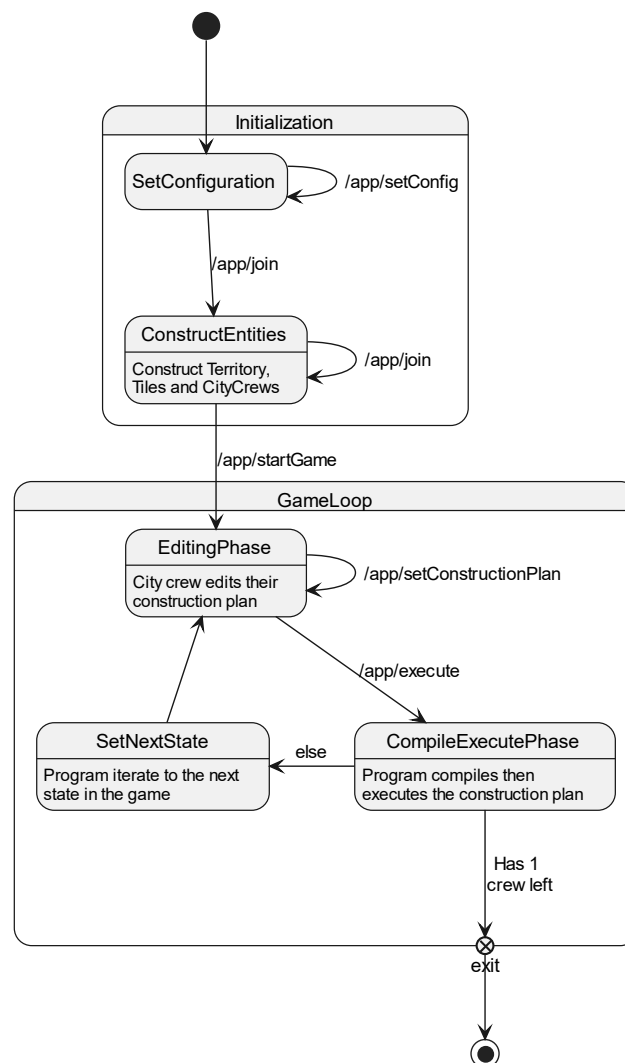 Initialization
SetConfiguration
/app/setConfig
/app/join
ConstructEntities
Construct Territory,
Tiles and CityCrews
/app/join
/app/startGame
GameLoop
EditingPhase
City crew edits their
construction plan
/app/setConstructionPlan
/app/execute
SetNextState
Program iterate to the next
state in the game
else
CompileExecutePhase
Program compiles then
executes the construction plan
Has 1
crew left
exit